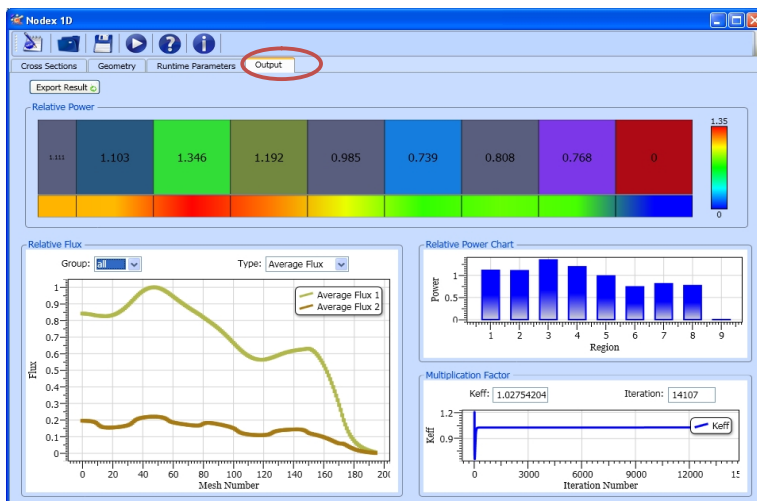 Nodex 1D
Cross Sections Geometry Runtime Parameters Output
Export Result
Relative Power
1.111 1.103 1.346 1.192 0.985 0.739 0.808 0.768 0
1.35
0
Relative Flux
Group: all Type: Average Flux
Average Flux 1
Average Flux 2
1
0.9
0.8
0.7
0.6
0.5
0.4
0.3
0.2
0.1
0
Flux
0 20 40 60 80 100 120 140 160 180 200
Mesh Number
Relative Power Chart
Power
1
0.5
0
1 2 3 4 5 6 7 8 9
Region
Multiplication Factor
Keff: 1.02754204 Iteration: 14107
Keff
1.2
0.9
Keff
0 3000 6000 9000 12000 15
Iteration Number